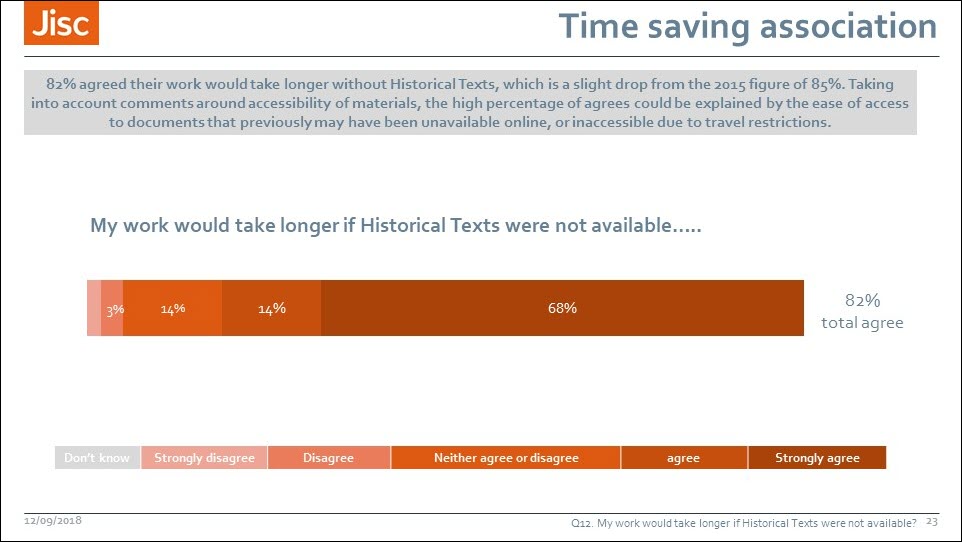 Jisc
Time saving association
82% agreed their work would take longer without Historical Texts, which is a slight drop from the 2015 figure of 85%. Taking
into account comments around accessibility of materials, the high percentage of agrees could be explained by the ease of access
to documents that previously may have been unavailable online, or inaccessible due to travel restrictions.
My work would take longer if Historical Texts were not available.....
3% 14% 14% 68%
82%
total agree
Don't know Strongly disagree Disagree Neither agree or disagree agree Strongly agree
12/09/2018 Q12. My work would take longer if Historical Texts were not available? 23